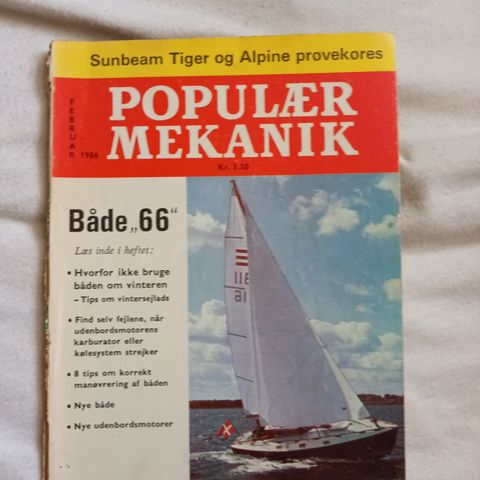 Sunbeam Tiger og Alpine prøvekøres
FEBRUAR 1966
POPULÆR
MEKANIK
Kr. 3.50
Både „66“
Læs inde i heftet:
• Hvorfor ikke bruge
båden om vinteren
– Tips om vintersejlads
• Find selv fejlene, når
udenbordsmotorens
karburator eller
kølesystem strejker
• 8 tips om korrekt
manøvrering af båden
• Nye både
• Nye udenbordsmotorer